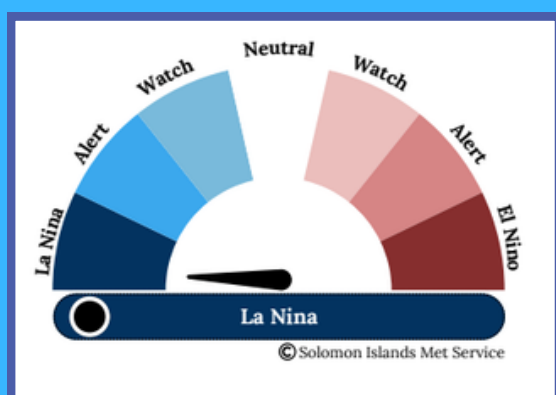 Neutral
Watch
Watch
Alert
Alert
La Nina
El Nino
La Nina
© Solomon Islands Met Service